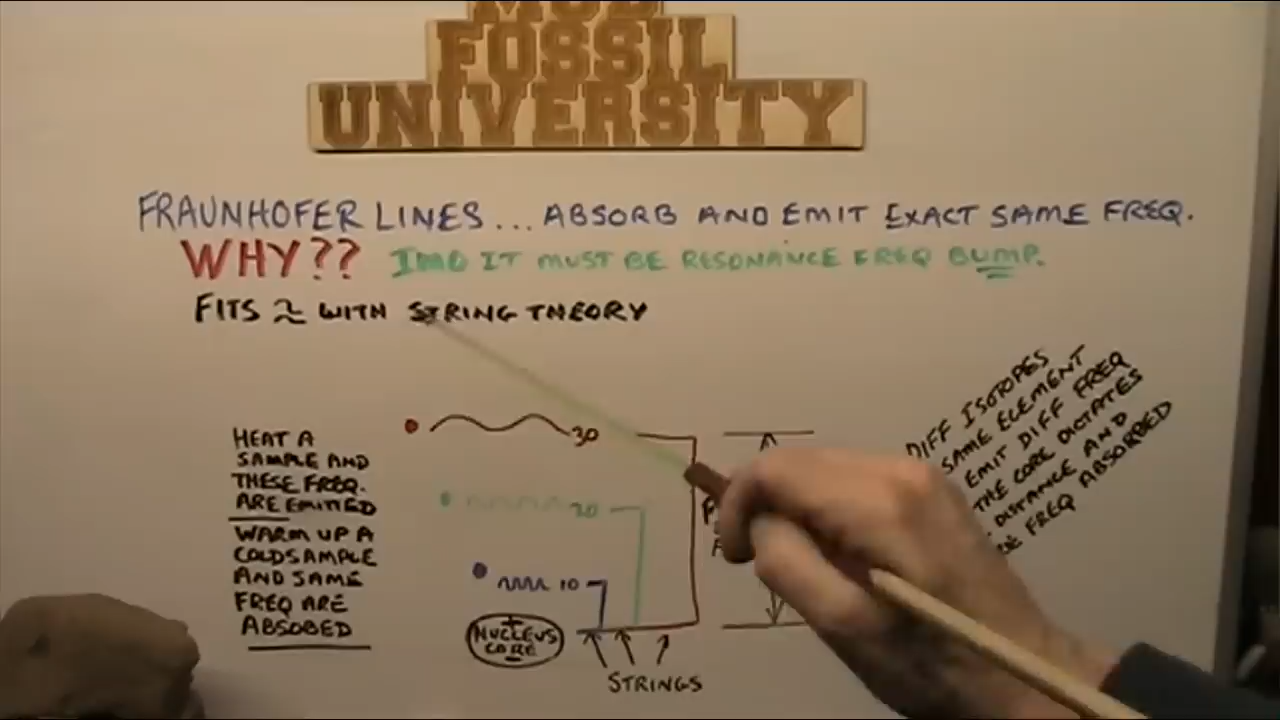 MUD
FOSSIL
UNIVERSITY
FRAUNHOFER LINES... ABSORB AND EMIT EXACT SAME FREQ.
WHY?? IMO IT MUST BE RESONANCE FREQ BUMP.
FITS ≃ WITH STRING THEORY
HEAT A
SAMPLE AND
THESE FREQ.
ARE EMITTED
WARM UP A
COLD SAMPLE
AND SAME
FREQ ARE
ABSOBED
30
20
10
+
NUCLEUS
CORE
STRINGS
DIFF ISOTOPES
SAME ELEMENT
EMIT DIFF FREQ
THE CORE DICTATES
DISTANCE AND
FREQ ABSORBED